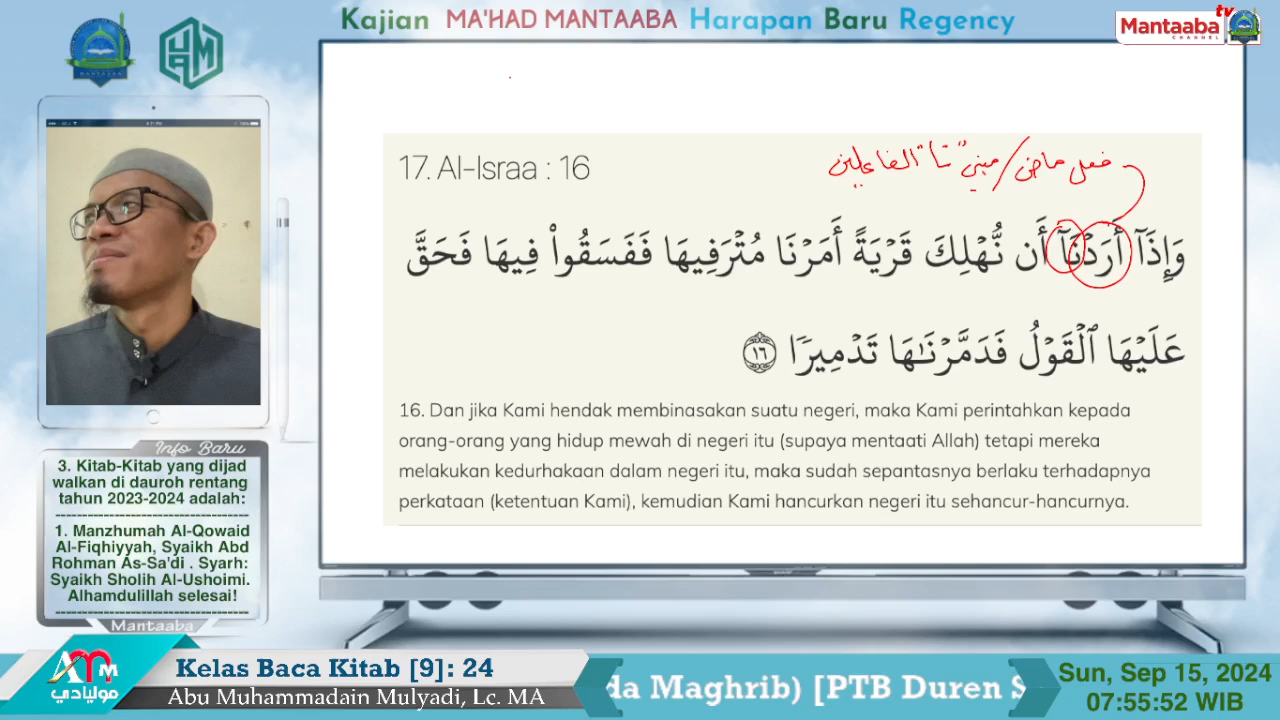 Kajian MA'HAD MANTAABA Harapan Baru Regency
Mantaaba tv
CHANNEL
17. Al-Israa : 16
فعل ماض / مبني "نا" الفاعلين
وَإِذَآ أَرَدْنَآ أَن نُّهْلِكَ قَرْيَةً أَمَرْنَا مُتْرَفِيهَا فَفَسَقُوا۟ فِيهَا فَحَقَّ
عَلَيْهَا ٱلْقَوْلُ فَدَمَّرْنَـٰهَا تَدْمِيرًا ١٦
16. Dan jika Kami hendak membinasakan suatu negeri, maka Kami perintahkan kepada
orang-orang yang hidup mewah di negeri itu (supaya mentaati Allah) tetapi mereka
melakukan kedurhakaan dalam negeri itu, maka sudah sepantasnya berlaku terhadapnya
perkataan (ketentuan Kami), kemudian Kami hancurkan negeri itu sehancur-hancurnya.
Info Baru
3. Kitab-Kitab yang dijad
walkan di dauroh rentang
tahun 2023-2024 adalah:
1. Manzhumah Al-Qowaid
Al-Fiqhiyyah, Syaikh Abd
Rohman As-Sa'di . Syarh:
Syaikh Sholih Al-Ushoimi.
Alhamdulillah selesai!
Mantaaba
ATM
موليادي
Kelas Baca Kitab [9]: 24
Abu Muhammadain Mulyadi, Lc. MA
da Maghrib) [PTB Duren S
Sun, Sep 15, 2024
07:55:52 WIB